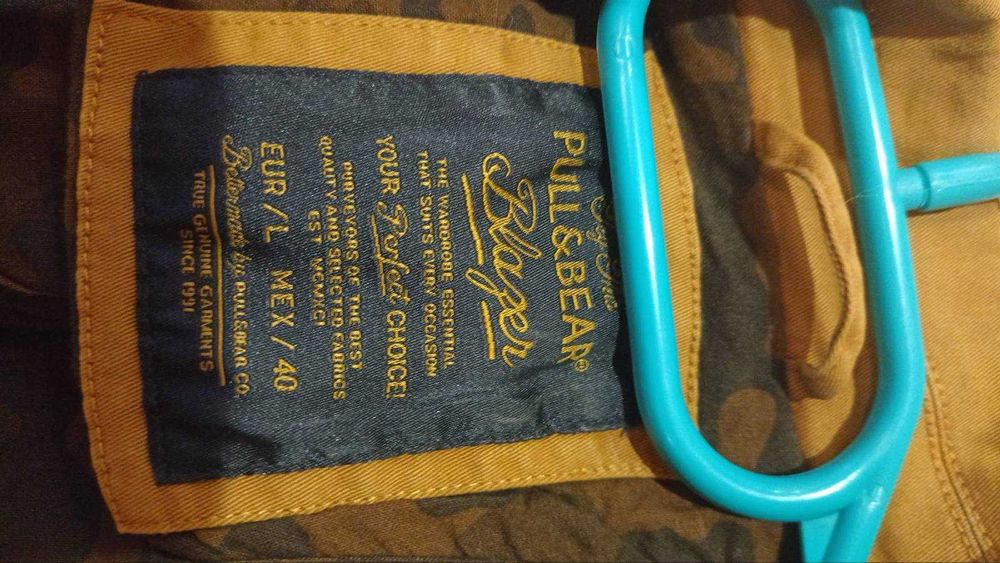 PULL&BEAR®
Blazer
THE WARDROBE ESSENTIAL
THAT SUITS EVERY OCCASION
YOUR Perfect CHOICE!
PURVEYORS OF THE BEST
QUALITY AND SELECTED FABRICS
EST MCMXCI
EUR / L MEX / 40
Bettermade by PULL&BEAR CO.
TRUE GENUINE GARMENTS
SINCE 1991